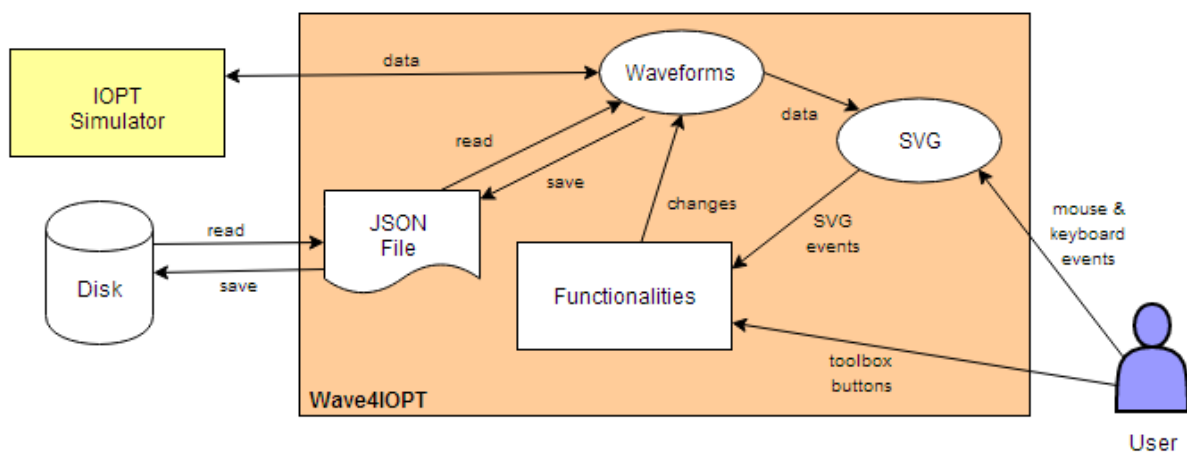 IOPT
Simulator
data
Waveforms
data
SVG
read
save
JSON
File
read
save
Disk
changes
SVG
events
mouse &
keyboard
events
Functionalities
toolbox
buttons
Wave4IOPT
User